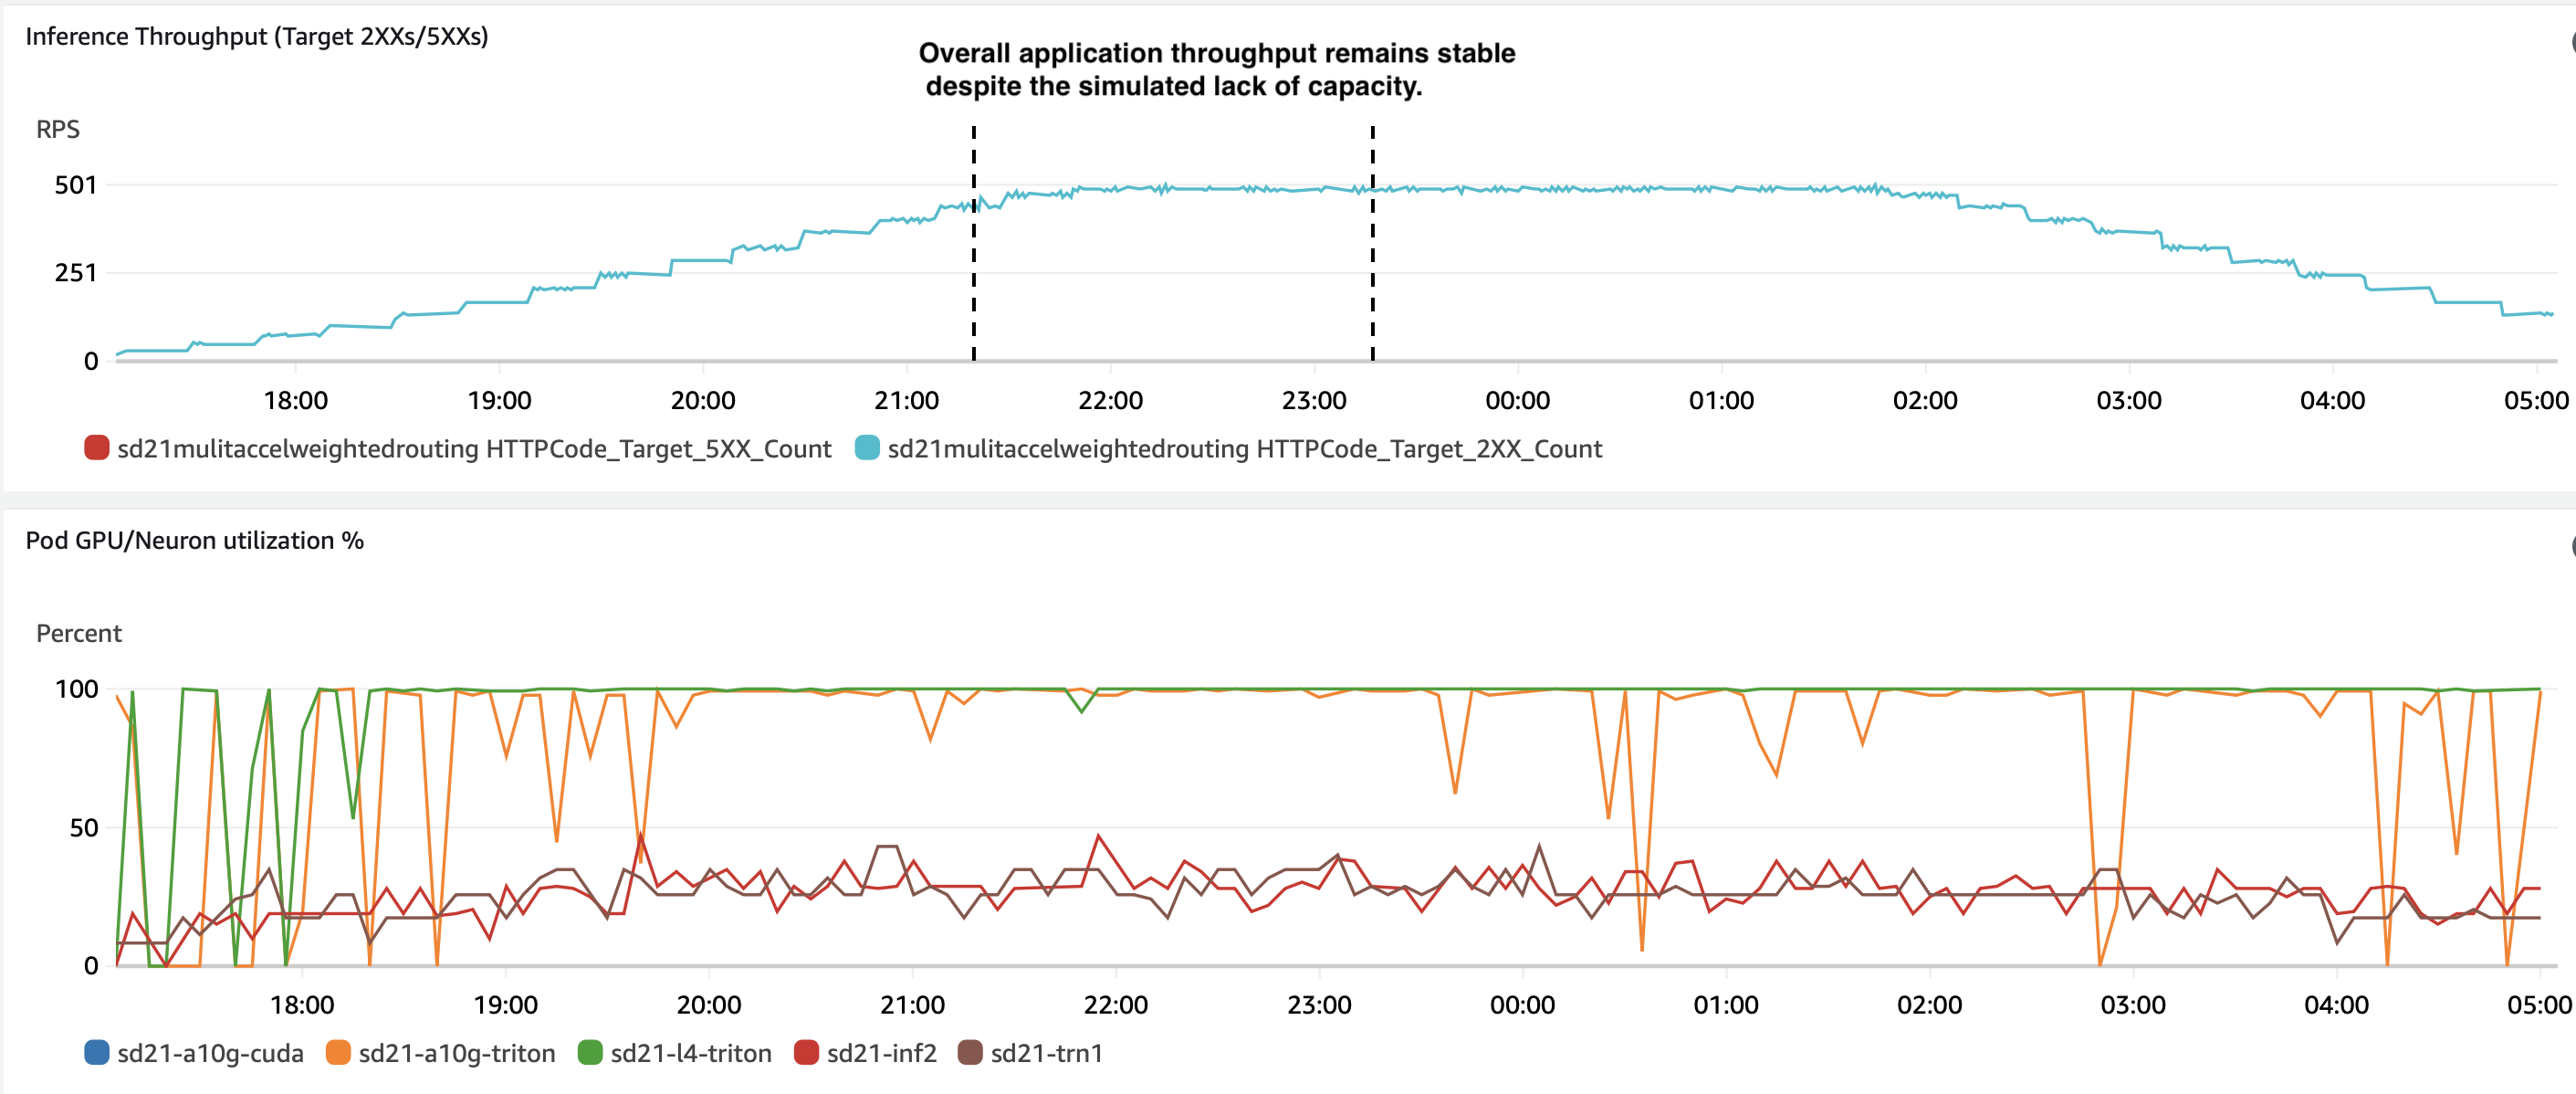 Inference Throughput (Target 2XXs/5XXs)
Overall application throughput remains stable
despite the simulated lack of capacity.
RPS
501
251
0
18:00 19:00 20:00 21:00 22:00 23:00 00:00 01:00 02:00 03:00 04:00 05:00
sd21mulitaccelweightedrouting HTTPCode_Target_5XX_Count sd21mulitaccelweightedrouting HTTPCode_Target_2XX_Count
Pod GPU/Neuron utilization %
Percent
100
50
0
18:00 19:00 20:00 21:00 22:00 23:00 00:00 01:00 02:00 03:00 04:00 05:00
sd21-a10g-cuda sd21-a10g-triton sd21-l4-triton sd21-inf2 sd21-trn1